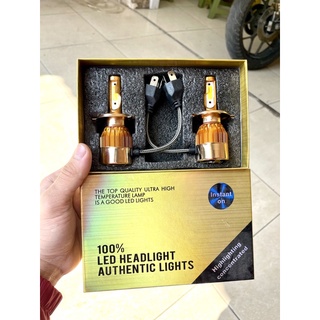 THE TOP QUALITY ULTRA HIGH
TEMPERATURE LAMP
IS A GOOD LED LIGHTS
Instant
on
100%
LED HEADLIGHT
AUTHENTIC LIGHTS
Highlighting
concentrated